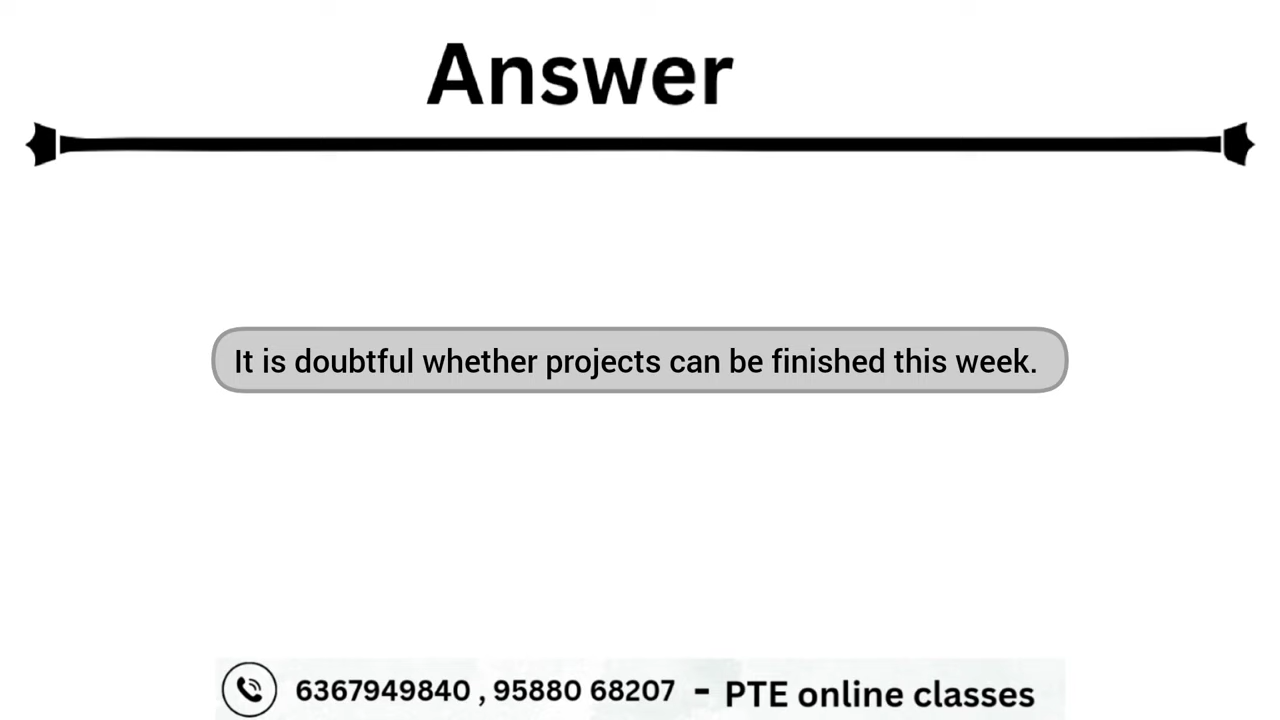 Answer
It is doubtful whether projects can be finished this week.
6367949840 , 95880 68207 - PTE online classes